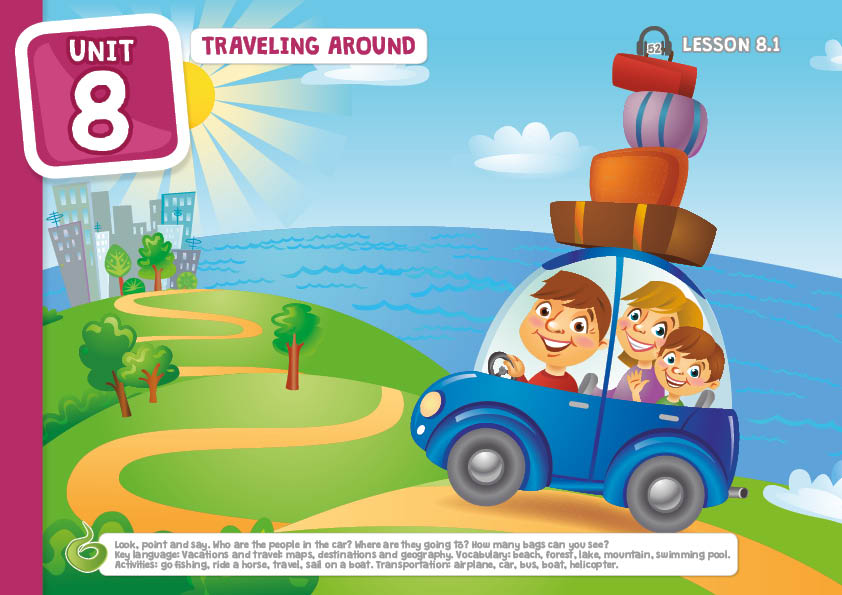 UNIT
8
TRAVELING AROUND
52
LESSON 8.1
Look, point and say. Who are the people in the car? Where are they going to? How many bags can you see?
Key language: Vacations and travel: maps, destinations and geography. Vocabulary: beach, forest, lake, mountain, swimming pool.
Activities: go fishing, ride a horse, travel, sail on a boat. Transportation: airplane, car, bus, boat, helicopter.